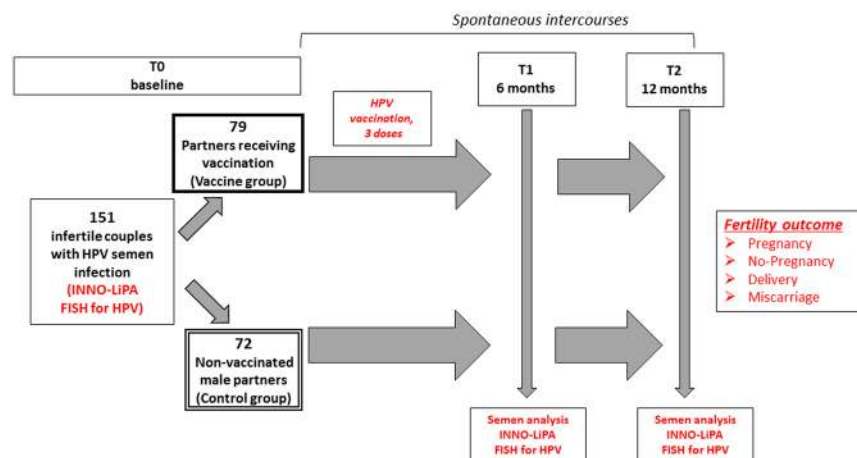 Spontaneous intercourses
T0
baseline
T1
6 months
T2
12 months
HPV
vaccination,
3 doses
79
Partners receiving
vaccination
(Vaccine group)
151
infertile couples
with HPV semen
infection
(INNO-LiPA
FISH for HPV)
Fertility outcome
➢ Pregnancy
➢ No-Pregnancy
➢ Delivery
➢ Miscarriage
72
Non-vaccinated
male partners
(Control group)
Semen analysis
INNO-LiPA
FISH for HPV
Semen analysis
INNO-LiPA
FISH for HPV